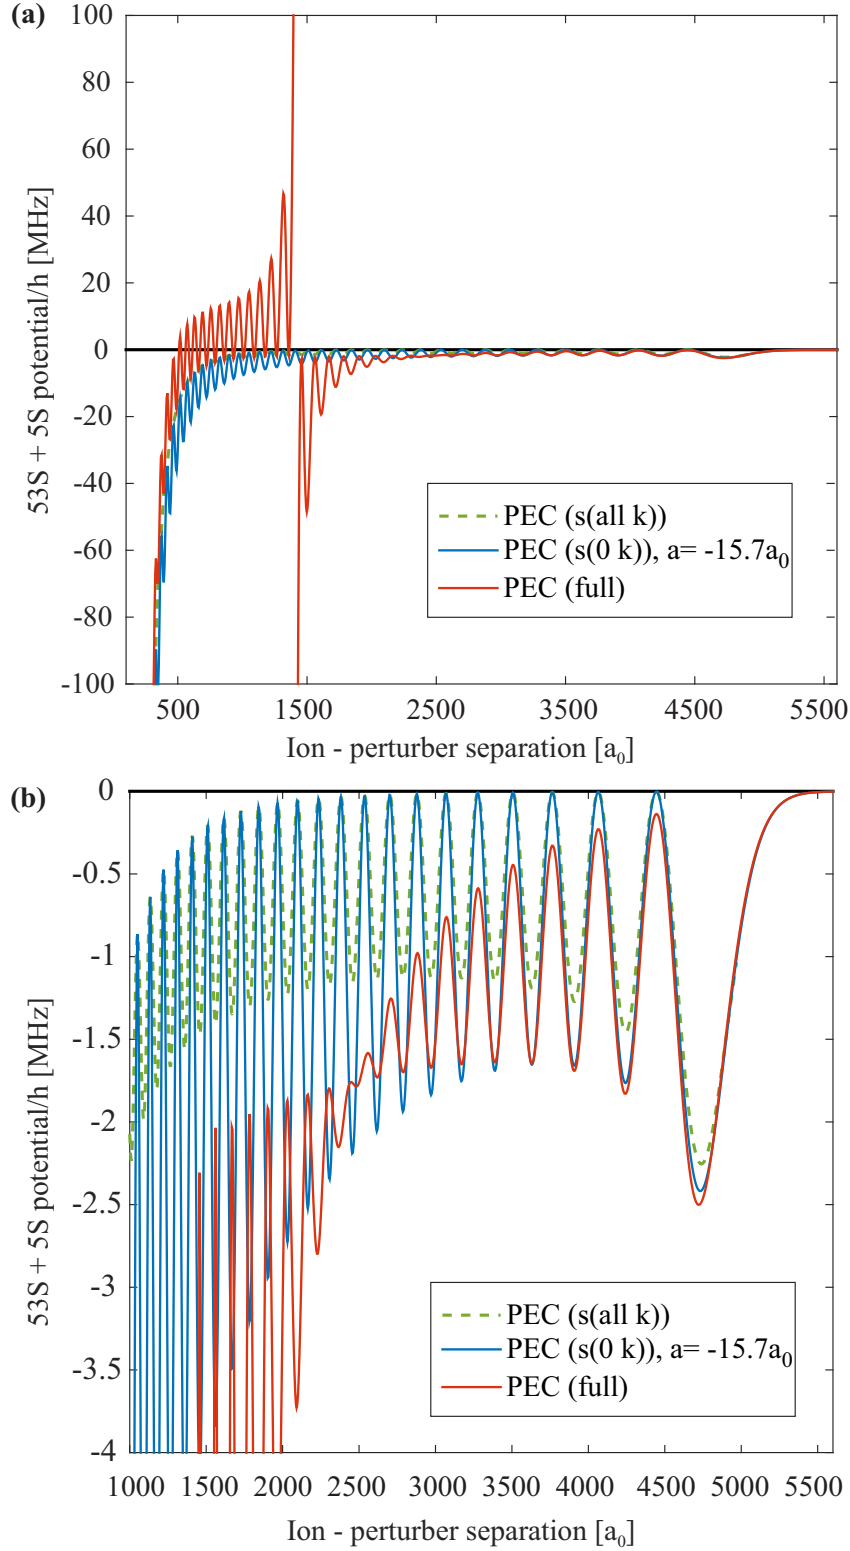 (a)
100
80
60
40
20
0
-20
-40
-60
-80
-100
53S + 5S potential/h [MHz]
PEC (s(all k))
PEC (s(0 k)), a= -15.7a0
PEC (full)
500 1500 2500 3500 4500 5500
Ion - perturber separation [a0]
(b)
0
-0.5
-1
-1.5
-2
-2.5
-3
-3.5
-4
53S + 5S potential/h [MHz]
PEC (s(all k))
PEC (s(0 k)), a= -15.7a0
PEC (full)
1000 1500 2000 2500 3000 3500 4000 4500 5000 5500
Ion - perturber separation [a0]